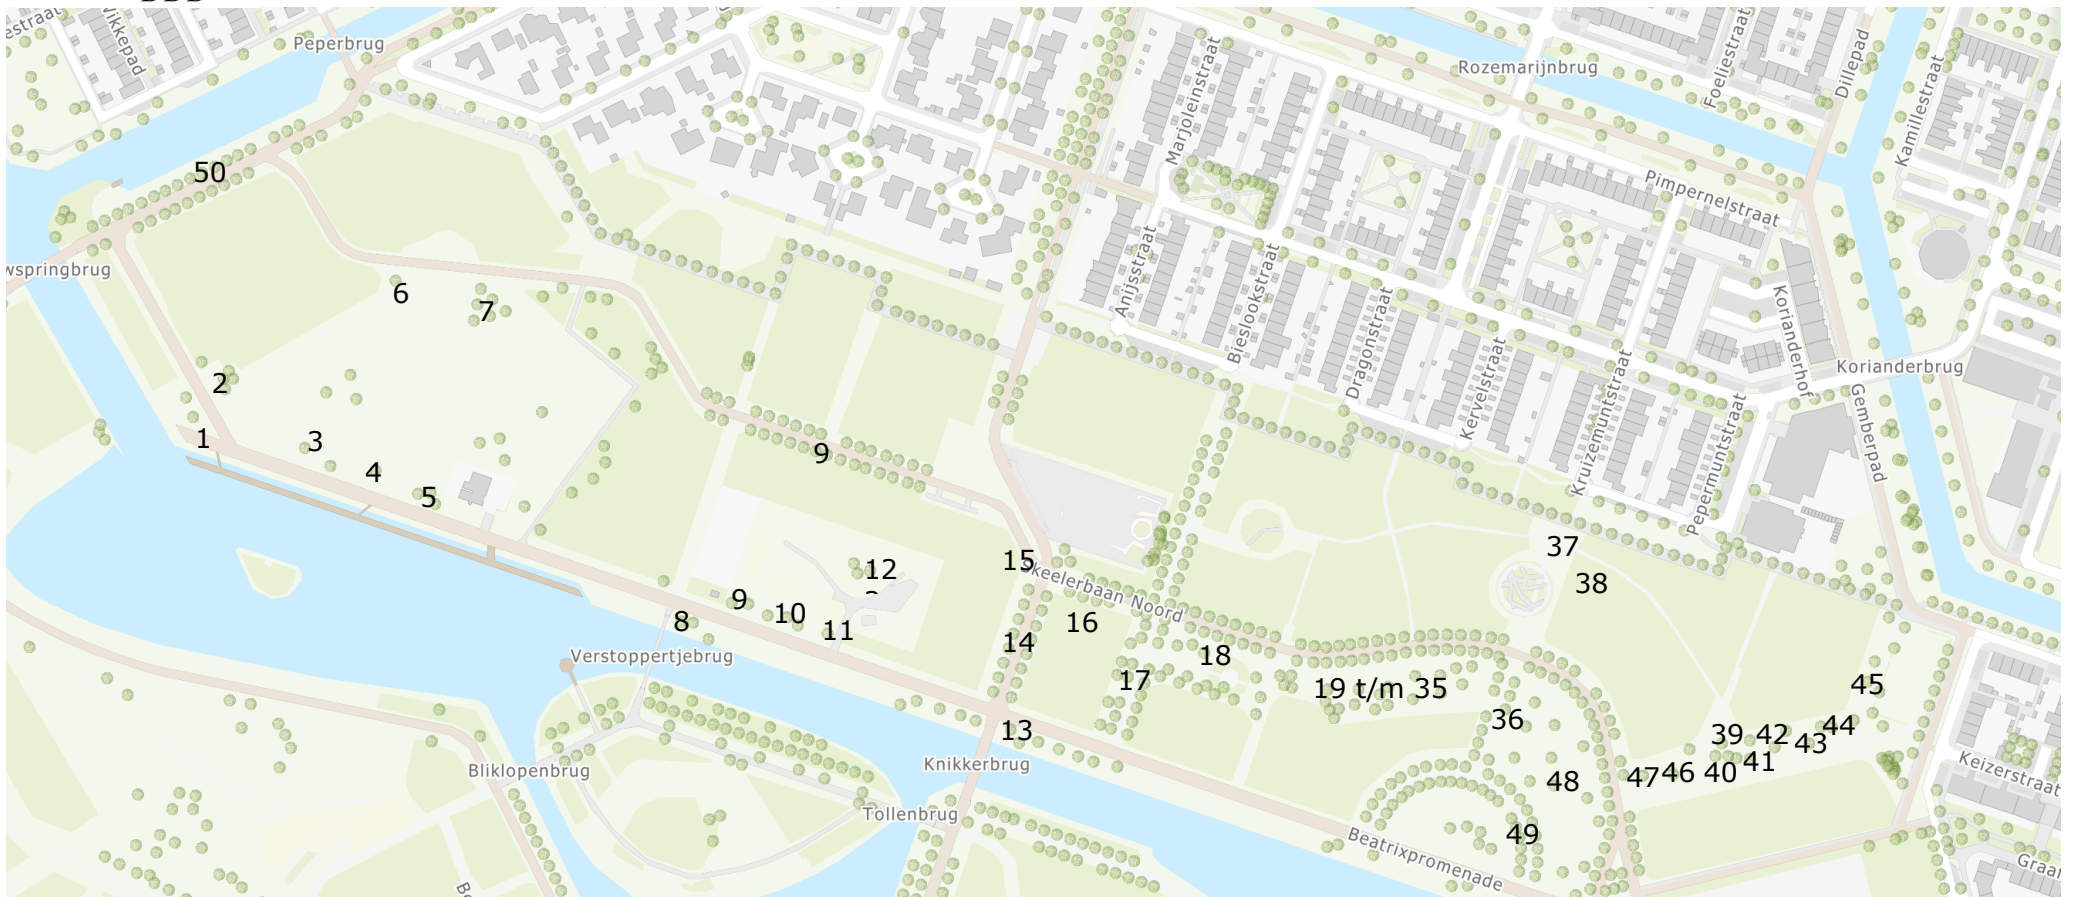 Wikkepad
Peperbrug
Rozemarijnbrug
Foeliestraat
Dillepad
Kamillestraat
Marjoleinstraat
50
Pimpernelstraat
wspringbrug
Anijsstraat
Bieslookstraat
6
7
Dragonstraat
Kervelstraat
Kruizemuntstraat
Pepermuntstraat
Korianderhof
Korianderbrug
Gemberpad
2
1
3
4
5
9
37
38
15
Skeelerbaan Noord
12
9
10
11
8
16
14
Verstoppertjebrug
18
17
19 t/m 35
45
36
13
39
42
44
43
41
40
46
47
48
Knikkerbrug
Bliklopenbrug
Tollenbrug
49
Beatrixpromenade
Keizerstraat
Graaf